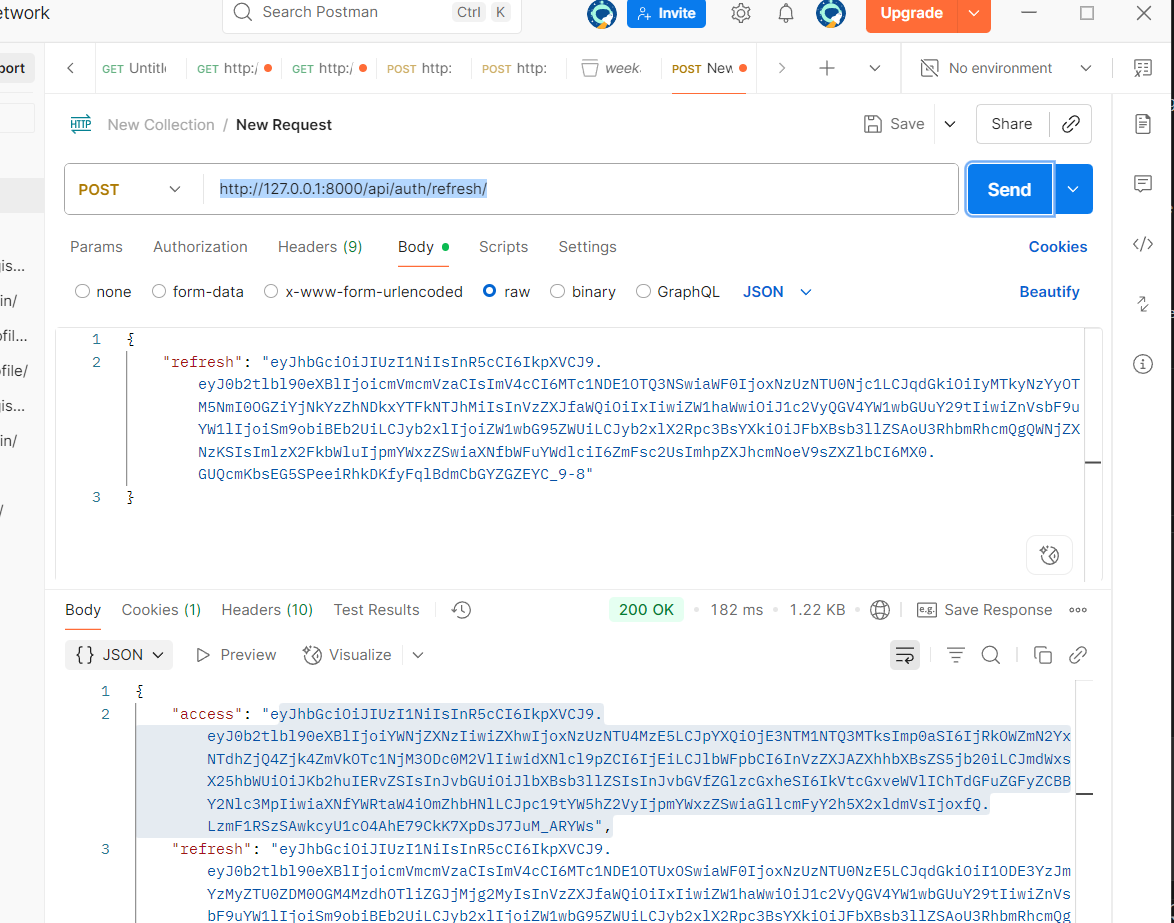 etwork
Search Postman Ctrl K
Invite
Upgrade
port
GET Untitle
GET http:/
GET http:/
POST http:
POST http:
week
POST New
No environment
HTTP New Collection / New Request
Save
Share
POST http://127.0.0.1:8000/api/auth/refresh/
Send
Params Authorization Headers (9) Body Scripts Settings Cookies
none form-data x-www-form-urlencoded raw binary GraphQL JSON Beautify
gis...
in/
ofil...
ofile/
gis...
in/
/
1 {
2 "refresh": "eyJhbGciOiJIUzI1NiIsInR5cCI6IkpXVCJ9.
eyJ0b2tlbl90eXBlIjoicmVmcmVzaCIsImV4cCI6MTc1NDE1OTQ3NSwiaWF0IjoxNzUzNTU0Njc1LCJqdGkiOiIyMTkyNzYyOT
M5NmI0OGZiYjNkYzZhNDkxYTFkNTJhMiIsInVzZXJfaWQiOiIxIiwiZW1haWwiOiJ1c2VyQGV4YW1wbGUuY29tIiwiZnVsbF9u
YW1lIjoiSm9obiBEb2UiLCJyb2xlIjoiZW1wbG95ZWUiLCJyb2xlX2Rpc3BsYXkiOiJFbXBsb3llZSAoU3RhbmRhcmQgQWNjZX
NzKSIsImlzX2FkbWluIjpmYWxzZSwiaXNfbWFuYWdlciI6ZmFsc2UsImhpZXJhcmNoeV9sZXZlbCI6MX0.
GUQcmKbsEG5SPeeiRhkDKfyFqlBdmCbGYZGZEYC_9-8"
3 }
Body Cookies (1) Headers (10) Test Results 200 OK 182 ms 1.22 KB e.g. Save Response
{} JSON Preview Visualize
1 {
2 "access": "eyJhbGciOiJIUzI1NiIsInR5cCI6IkpXVCJ9.
eyJ0b2tlbl90eXBlIjoiYWNjZXNzIiwiZXhwIjoxNzUzNTU4MzE5LCJpYXQiOjE3NTM1NTQ3MTksImp0aSI6IjRkOWZmN2Yx
NTdhZjQ4Zjk4ZmVkOTc1NjM3ODc0M2VlIiwidXNlcl9pZCI6IjEiLCJlbWFpbCI6InVzZXJAZXhhbXBsZS5jb20iLCJmdWxs
X25hbWUiOiJKb2huIERvZSIsInJvbGUiOiJlbXBsb3llZSIsInJvbGVfZGlzcGxheSI6IkVtcGxveWVlIChTdGFuZGFyZCBB
Y2Nlc3MpIiwiaXNfYWRtaW4iOmZhbHNlLCJpc19tYW5hZ2VyIjpmYWxzZSwiaGllcmFyY2h5X2xldmVsIjoxfQ.
LzmF1RSzSAwkcyU1cO4AhE79CkK7XpDsJ7JuM_ARYWs",
3 "refresh": "eyJhbGciOiJIUzI1NiIsInR5cCI6IkpXVCJ9.
eyJ0b2tlbl90eXBlIjoicmVmcmVzaCIsImV4cCI6MTc1NDE1OTUxOSwiaWF0IjoxNzUzNTU0NzE5LCJqdGkiOiI1ODE3YzJm
YzMyZTU0ZDM0OGM4MzdhOTliZGJjMjg2MyIsInVzZXJfaWQiOiIxIiwiZW1haWwiOiJ1c2VyQGV4YW1wbGUuY29tIiwiZnVs
bF9uYW1lIjoiSm9obiBEb2UiLCJyb2xlIjoiZW1wbG95ZWUiLCJyb2xlX2Rpc3BsYXkiOiJFbXBsb3llZSAoU3RhbmRhcmQg